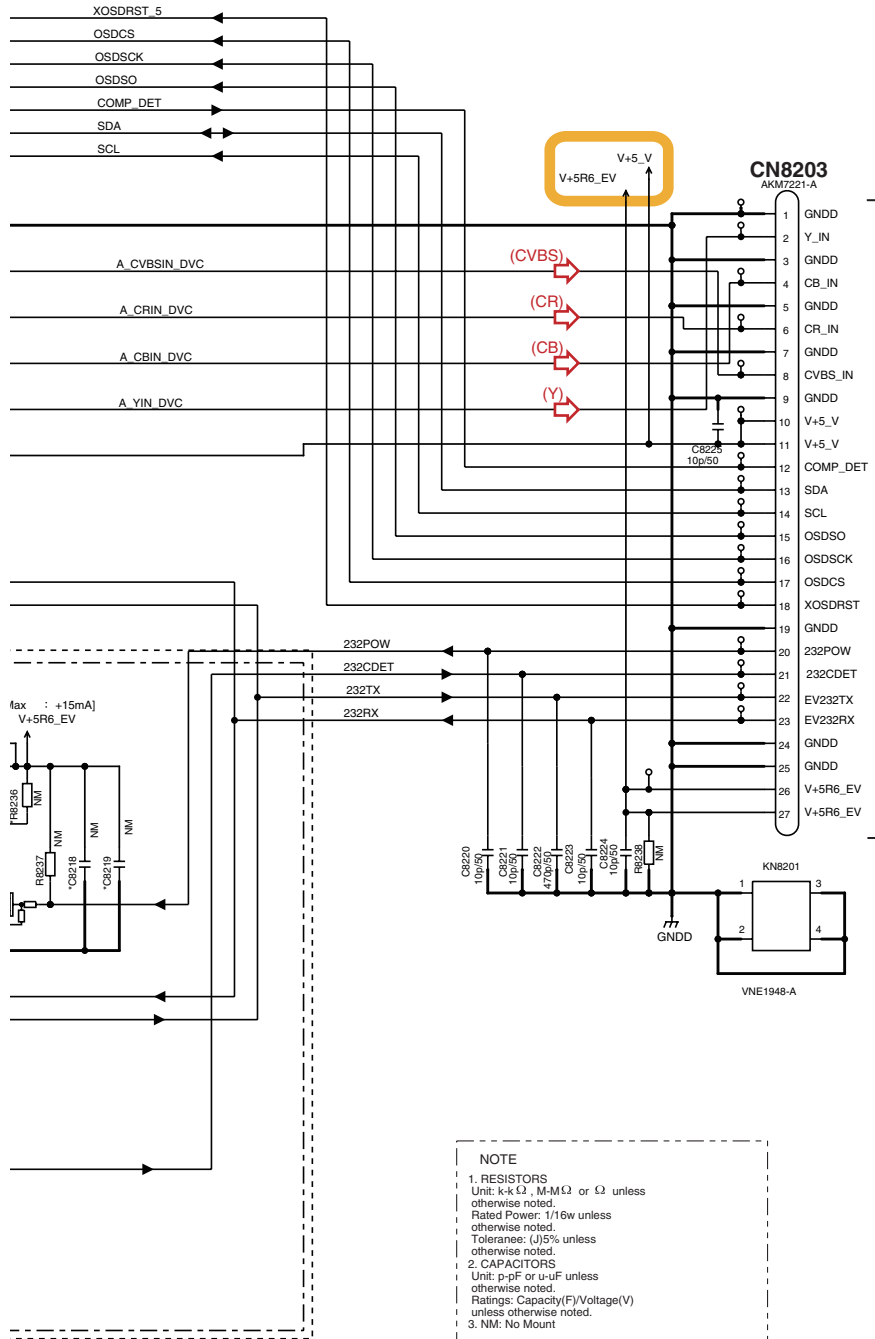 XOSDRST_5
OSDCS
OSDSCK
OSDSO
COMP_DET
SDA
SCL
V+5_V
V+5R6_EV
CN8203
AKM7221-A
1 GNDD
2 Y_IN
3 GNDD
4 CB_IN
5 GNDD
6 CR_IN
7 GNDD
8 CVBS_IN
9 GNDD
10 V+5_V
11 V+5_V
12 COMP_DET
13 SDA
14 SCL
15 OSDSO
16 OSDSCK
17 OSDCS
18 XOSDRST
19 GNDD
20 232POW
21 232CDET
22 EV232TX
23 EV232RX
24 GNDD
25 GNDD
26 V+5R6_EV
27 V+5R6_EV
A_CVBSIN_DVC
(CVBS)
A_CRIN_DVC
(CR)
A_CBIN_DVC
(CB)
A_YIN_DVC
(Y)
C8225
10p/50
232POW
232CDET
232TX
232RX
: +15mA]
V+5R6_EV
*R8236
NM
R8237
NM
*C8218
NM
*C8219
NM
C8220
10p/50
C8221
10p/50
C8222
470p/50
C8223
10p/50
C8224
10p/50
R8238
NM
GNDD
KN8201
1
3
2
4
VNE1948-A
NOTE
1. RESISTORS
Unit: k-kΩ , M-MΩ or Ω unless
otherwise noted.
Rated Power: 1/16w unless
otherwise noted.
Toleranee: (J)5% unless
otherwise noted.
2. CAPACITORS
Unit: p-pF or u-uF unless
otherwise noted.
Ratings: Capacity(F)/Voltage(V)
unless otherwise noted.
3. NM: No Mount